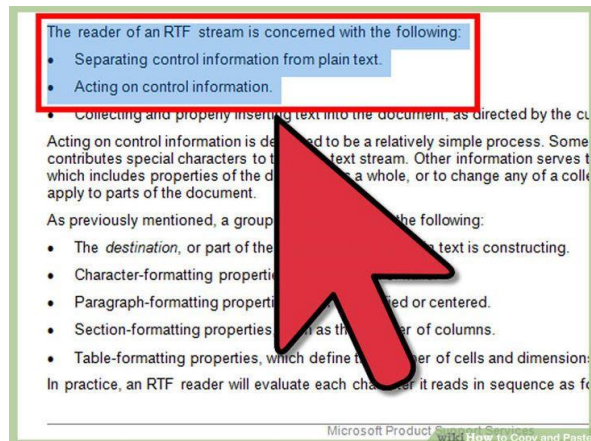 The reader of an RTF stream is concerned with the following:
• Separating control information from plain text.
• Acting on control information.
• Collecting and properly inserting text into the document, as directed by the cu
Acting on control information is de ed to be a relatively simple process. Some
contributes special characters to t text stream. Other information serves t
which includes properties of the d s a whole, or to change any of a colle
apply to parts of the document.
As previously mentioned, a group the following:
• The destination, or part of the text is constructing.
• Character-formatting properti
• Paragraph-formatting properti ied or centered.
• Section-formatting properties, as th r of columns.
• Table-formatting properties, which define t er of cells and dimension
In practice, an RTF reader will evaluate each cha er it reads in sequence as fo
Microsoft Product Support Services
wikiHow to Copy and Paste